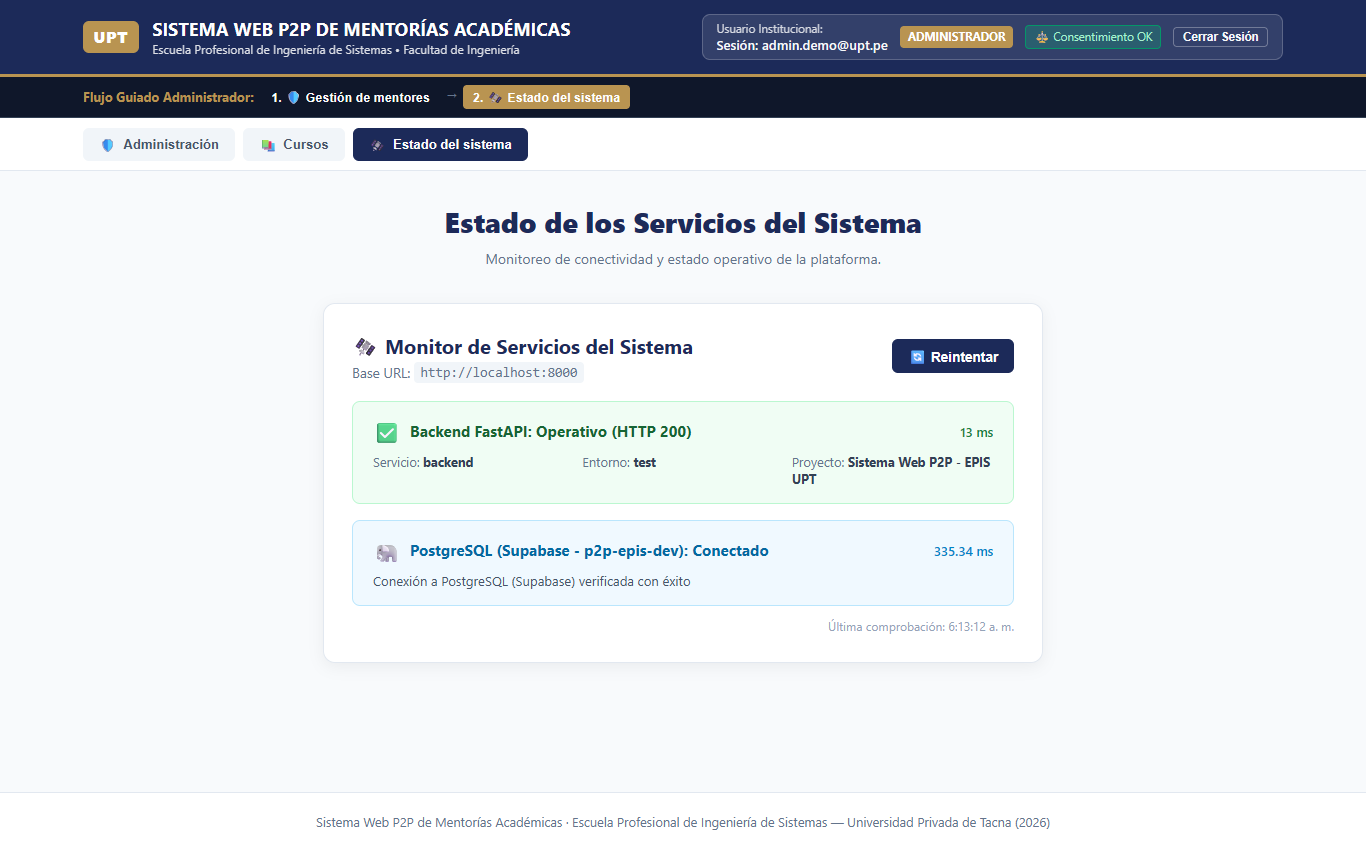 UPT
SISTEMA WEB P2P DE MENTORÍAS ACADÉMICAS
Escuela Profesional de Ingeniería de Sistemas • Facultad de Ingeniería
Usuario Institucional:
Sesión: admin.demo@upt.pe
ADMINISTRADOR
Consentimiento OK
Cerrar Sesión
Flujo Guiado Administrador:
1. Gestión de mentores
→
2. Estado del sistema
Administración
Cursos
Estado del sistema
Estado de los Servicios del Sistema
Monitoreo de conectividad y estado operativo de la plataforma.
Monitor de Servicios del Sistema
Base URL: http://localhost:8000
Reintentar
Backend FastAPI: Operativo (HTTP 200)
13 ms
Servicio: backend
Entorno: test
Proyecto: Sistema Web P2P - EPIS
UPT
PostgreSQL (Supabase - p2p-epis-dev): Conectado
335.34 ms
Conexión a PostgreSQL (Supabase) verificada con éxito
Última comprobación: 6:13:12 a. m.
Sistema Web P2P de Mentorías Académicas · Escuela Profesional de Ingeniería de Sistemas — Universidad Privada de Tacna (2026)